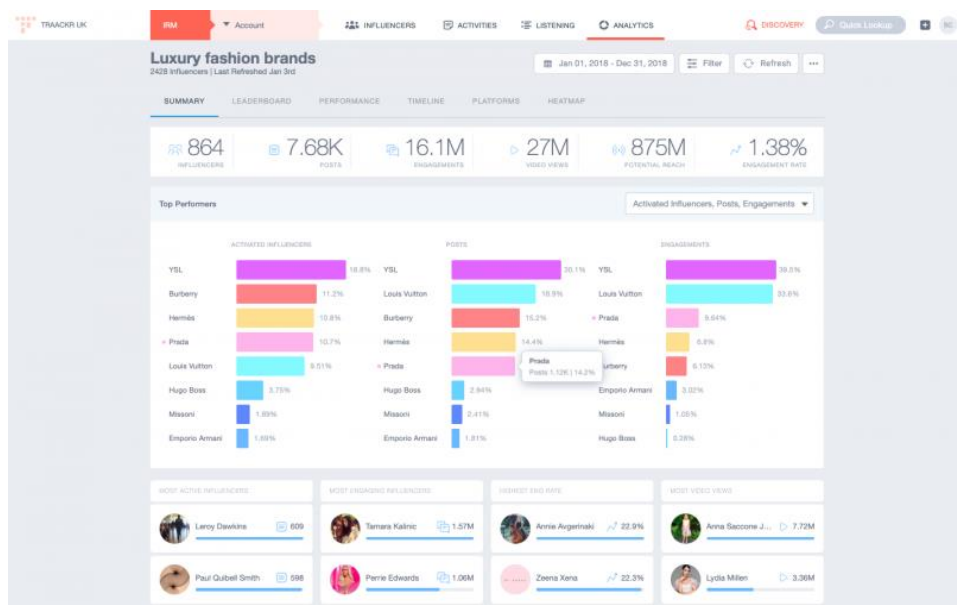 TRAACKR UK
IRM
Account
INFLUENCERS
ACTIVITIES
LISTENING
ANALYTICS
DISCOVERY
Quick Lookup
Luxury fashion brands
2428 Influencers | Last Refreshed Jan 3rd
Jan 01, 2018 - Dec 31, 2018
Filter
Refresh
SUMMARY
LEADERBOARD
PERFORMANCE
TIMELINE
PLATFORMS
HEATMAP
864
INFLUENCERS
7.68K
POSTS
16.1M
ENGAGEMENTS
27M
VIDEO VIEWS
875M
POTENTIAL REACH
1.38%
ENGAGEMENT RATE
Top Performers
Activated Influencers, Posts, Engagements
ACTIVATED INFLUENCERS
YSL 18.8%
Burberry 11.2%
Hermès 10.8%
Prada 10.7%
Louis Vuitton 9.51%
Hugo Boss 3.75%
Missoni 1.89%
Emporio Armani 1.89%
POSTS
YSL 30.1%
Louis Vuitton 18.9%
Burberry 15.2%
Hermès 14.4%
Prada
Hugo Boss 2.94%
Missoni 2.41%
Emporio Armani 1.81%
Prada
Posts 1.12K | 14.2%
ENGAGEMENTS
YSL 39.5%
Louis Vuitton 33.8%
Prada 9.64%
Hermès 6.8%
Burberry 6.13%
Emporio Armani 3.02%
Missoni 1.05%
Hugo Boss 0.28%
MOST ACTIVE INFLUENCERS
Leroy Dawkins 609
Paul Quibell Smith 598
MOST ENGAGING INFLUENCERS
Tamara Kalinic 1.57M
Perrie Edwards 1.06M
HIGHEST ENG RATE
Annie Avgerinaki 22.9%
Zeena Xena 22.3%
MOST VIDEO VIEWS
Anna Saccone J... 7.72M
Lydia Millen 3.36M